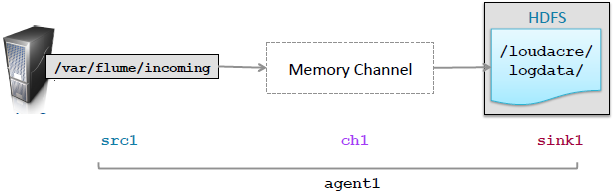 HDFS
/var/flume/incoming
Memory Channel
/loudacre/
logdata/
src1
ch1
sink1
agent1